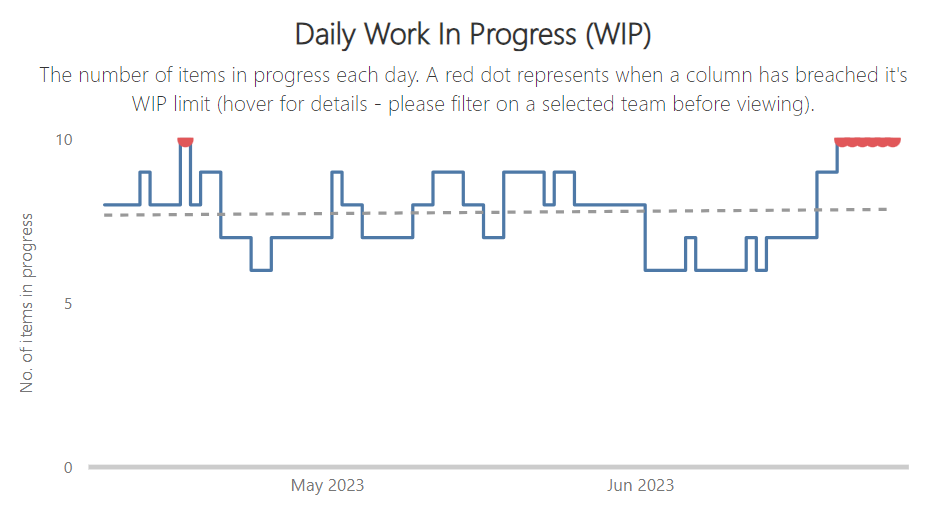 Daily Work In Progress (WIP)
The number of items in progress each day. A red dot represents when a column has breached it's
WIP limit (hover for details - please filter on a selected team before viewing).
10
5
0
No. of items in progress
May 2023
Jun 2023